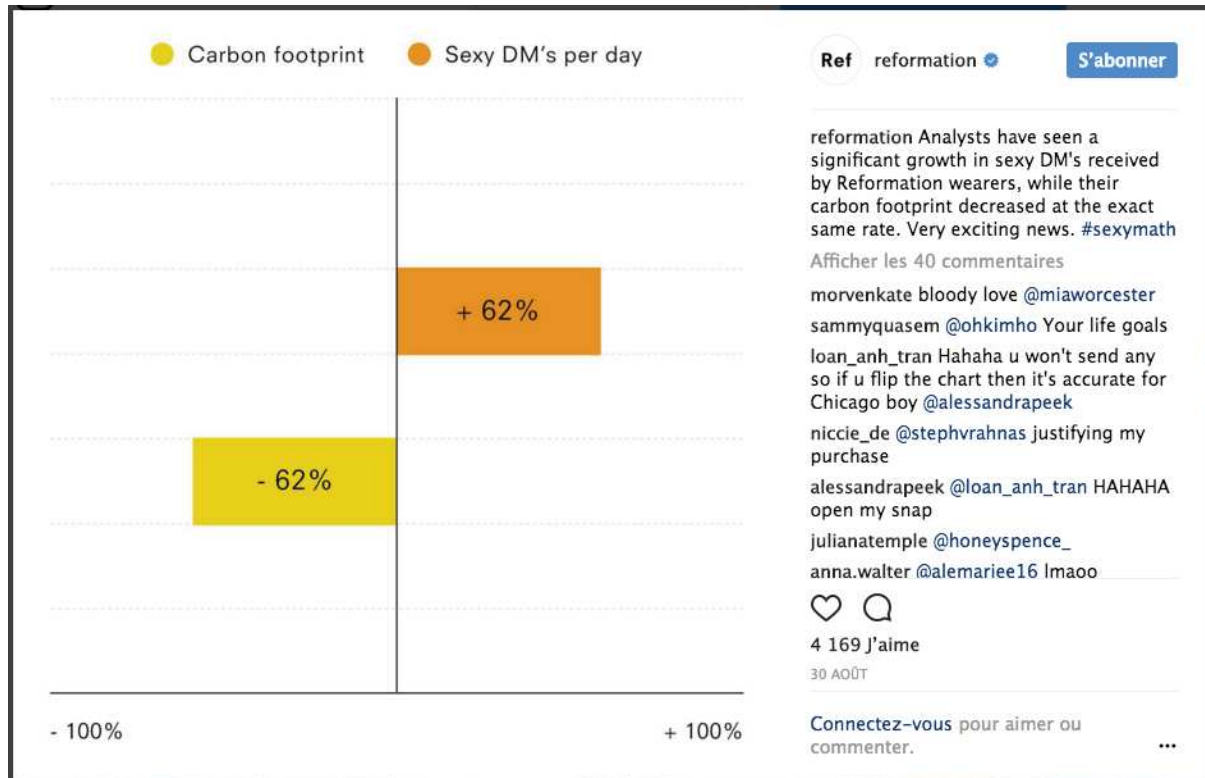 Carbon footprint
Sexy DM's per day
+ 62%
- 62%
- 100%
+ 100%
Ref
reformation
S'abonner
reformation Analysts have seen a
significant growth in sexy DM's received
by Reformation wearers, while their
carbon footprint decreased at the exact
same rate. Very exciting news. #sexymath
Afficher les 40 commentaires
morvenkate bloody love @miaworcester
sammyquasem @ohkimho Your life goals
loan_anh_tran Hahaha u won't send any
so if u flip the chart then it's accurate for
Chicago boy @alessandrapeek
niccie_de @stephvrahnas justifying my
purchase
alessandrapeek @loan_anh_tran HAHAHA
open my snap
julianatemple @honeyspence_
anna.walter @alemariee16 lmaoo
4 169 J'aime
30 AOÛT
Connectez-vous pour aimer ou
commenter.